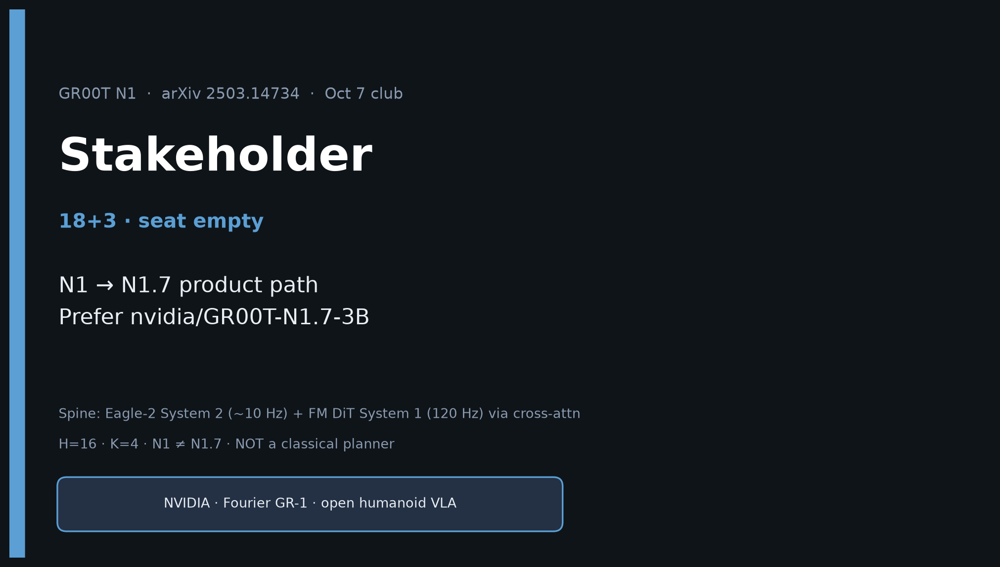 GR00T N1 · arXiv 2503.14734 · Oct 7 club
Stakeholder
18+3 · seat empty
N1 → N1.7 product path
Prefer nvidia/GR00T-N1.7-3B
Spine: Eagle-2 System 2 (~10 Hz) + FM DiT System 1 (120 Hz) via cross-attn
H=16 · K=4 · N1 ≠ N1.7 · NOT a classical planner
NVIDIA · Fourier GR-1 · open humanoid VLA